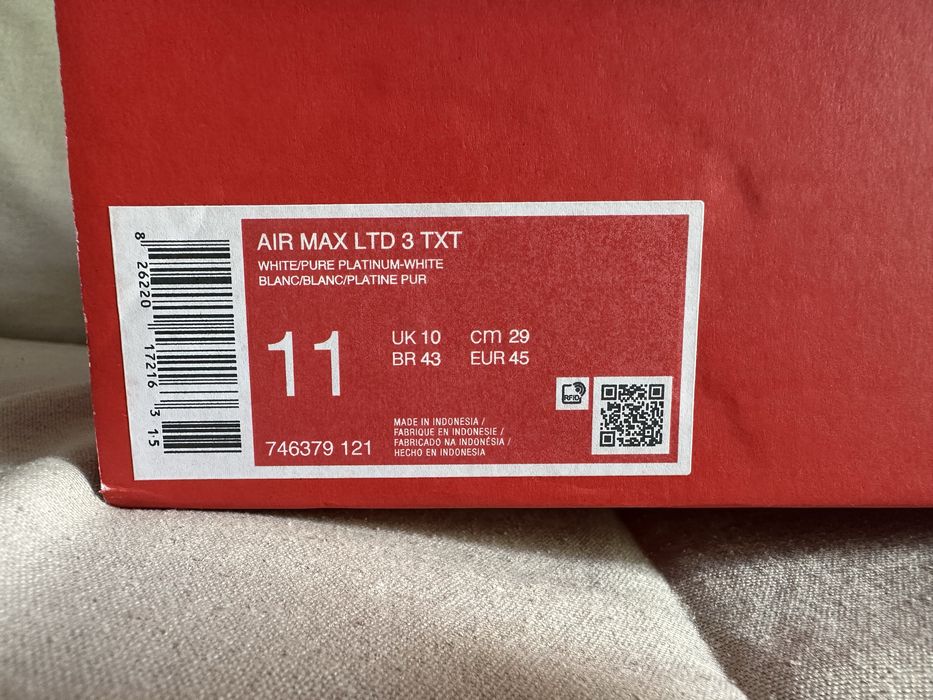 8 26220 17216 3 15
AIR MAX LTD 3 TXT
WHITE/PURE PLATINUM-WHITE
BLANC/BLANC/PLATINE PUR
11
UK 10 cm 29
BR 43 EUR 45
RFID
746379 121
MADE IN INDONESIA /
FABRIQUE EN INDONESIE /
FABRICADO NA INDONÉSIA /
HECHO EN INDONESIA